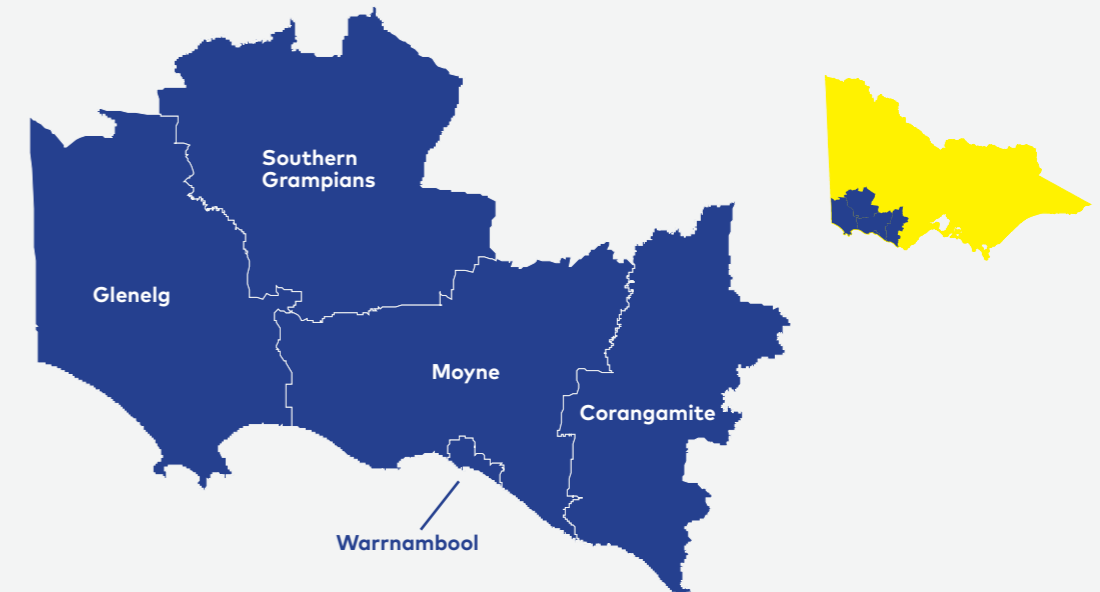 Southern
Grampians
Glenelg
Moyne
Corangamite
Warrnambool